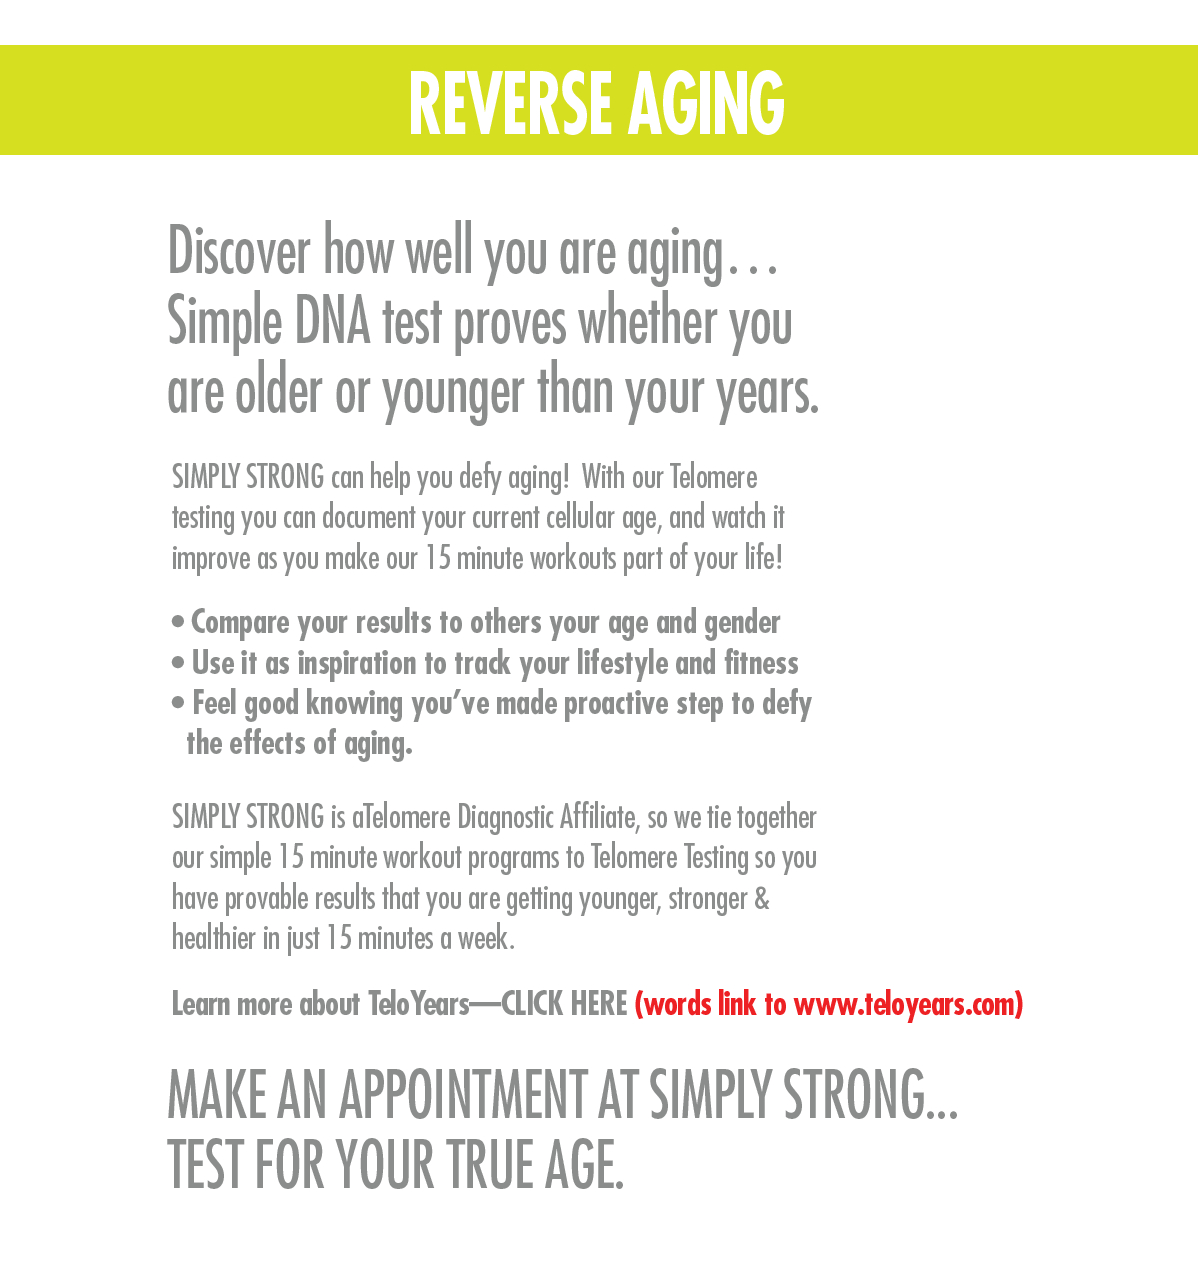 REVERSE AGING
Discover how well you are aging...
Simple DNA test proves whether you
are older or younger than your years.
SIMPLY STRONG can help you defy aging!  With our Telomere
testing you can document your current cellular age, and watch it
improve as you make our 15 minute workouts part of your life!
• Compare your results to others your age and gender
• Use it as inspiration to track your lifestyle and fitness
• Feel good knowing you’ve made proactive step to defy
the effects of aging.
SIMPLY STRONG is aTelomere Diagnostic Affiliate, so we tie together
our simple 15 minute workout programs to Telomere Testing so you
have provable results that you are getting younger, stronger &
healthier in just 15 minutes a week.
Learn more about TeloYears—CLICK HERE (words link to www.teloyears.com)
MAKE AN APPOINTMENT AT SIMPLY STRONG...
TEST FOR YOUR TRUE AGE.